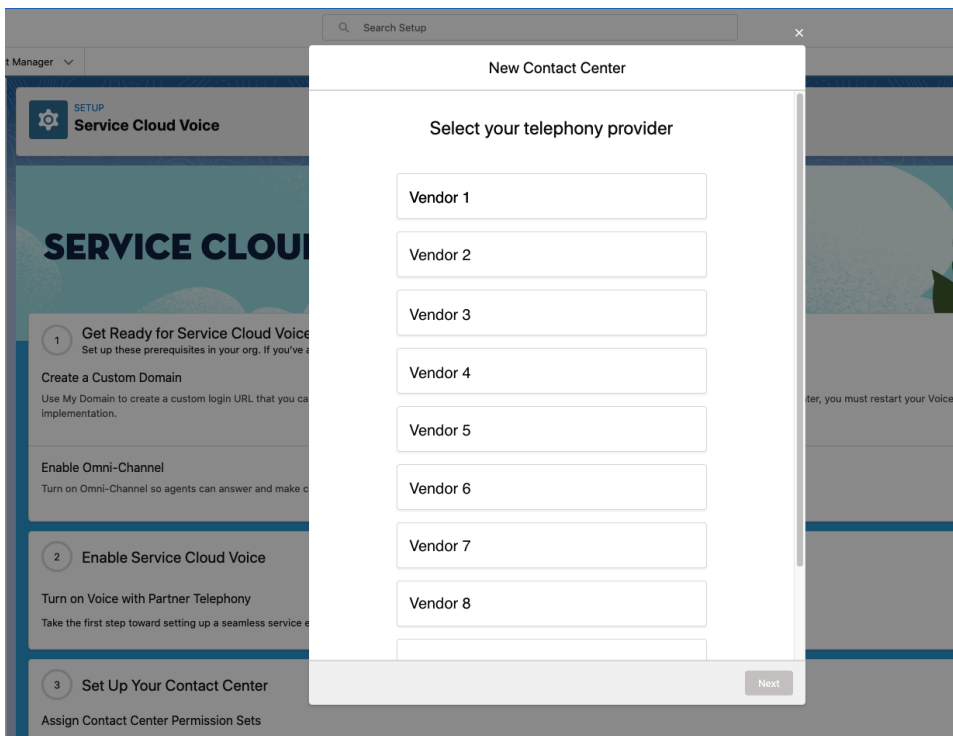 Search Setup
t Manager
New Contact Center
SETUP
Service Cloud Voice
Select your telephony provider
Vendor 1
Vendor 2
Vendor 3
Vendor 4
Vendor 5
Vendor 6
Vendor 7
Vendor 8
Next
SERVICE CLOU
1
Get Ready for Service Cloud Voice
Set up these prerequisites in your org. If you've a
Create a Custom Domain
Use My Domain to create a custom login URL that you ca
ter, you must restart your Voice
implementation.
Enable Omni-Channel
Turn on Omni-Channel so agents can answer and make c
2
Enable Service Cloud Voice
Turn on Voice with Partner Telephony
Take the first step toward setting up a seamless service e
3
Set Up Your Contact Center
Assign Contact Center Permission Sets